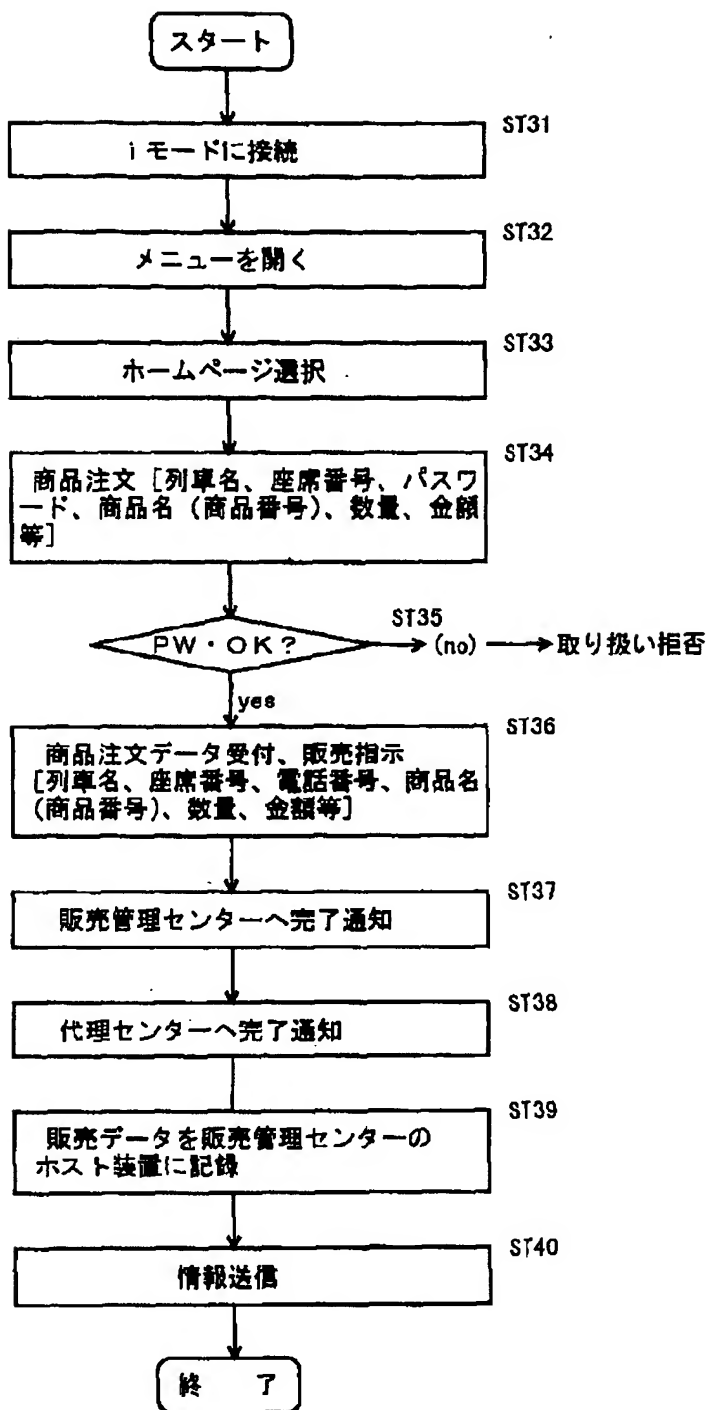 スタート
ST31
iモードに接続
ST32
メニューを開く
ST33
ホームページ選択
ST34
商品注文［列車名、座席番号、パスワ
ード、商品名（商品番号）、数量、金額
等］
ST35
PW・OK？
(no)
取り扱い拒否
yes
ST36
商品注文データ受付、販売指示
［列車名、座席番号、電話番号、商品名
（商品番号）、数量、金額等］
ST37
販売管理センターへ完了通知
ST38
代理センターへ完了通知
ST39
販売データを販売管理センターの
ホスト装置に記録
ST40
情報送信
終　了